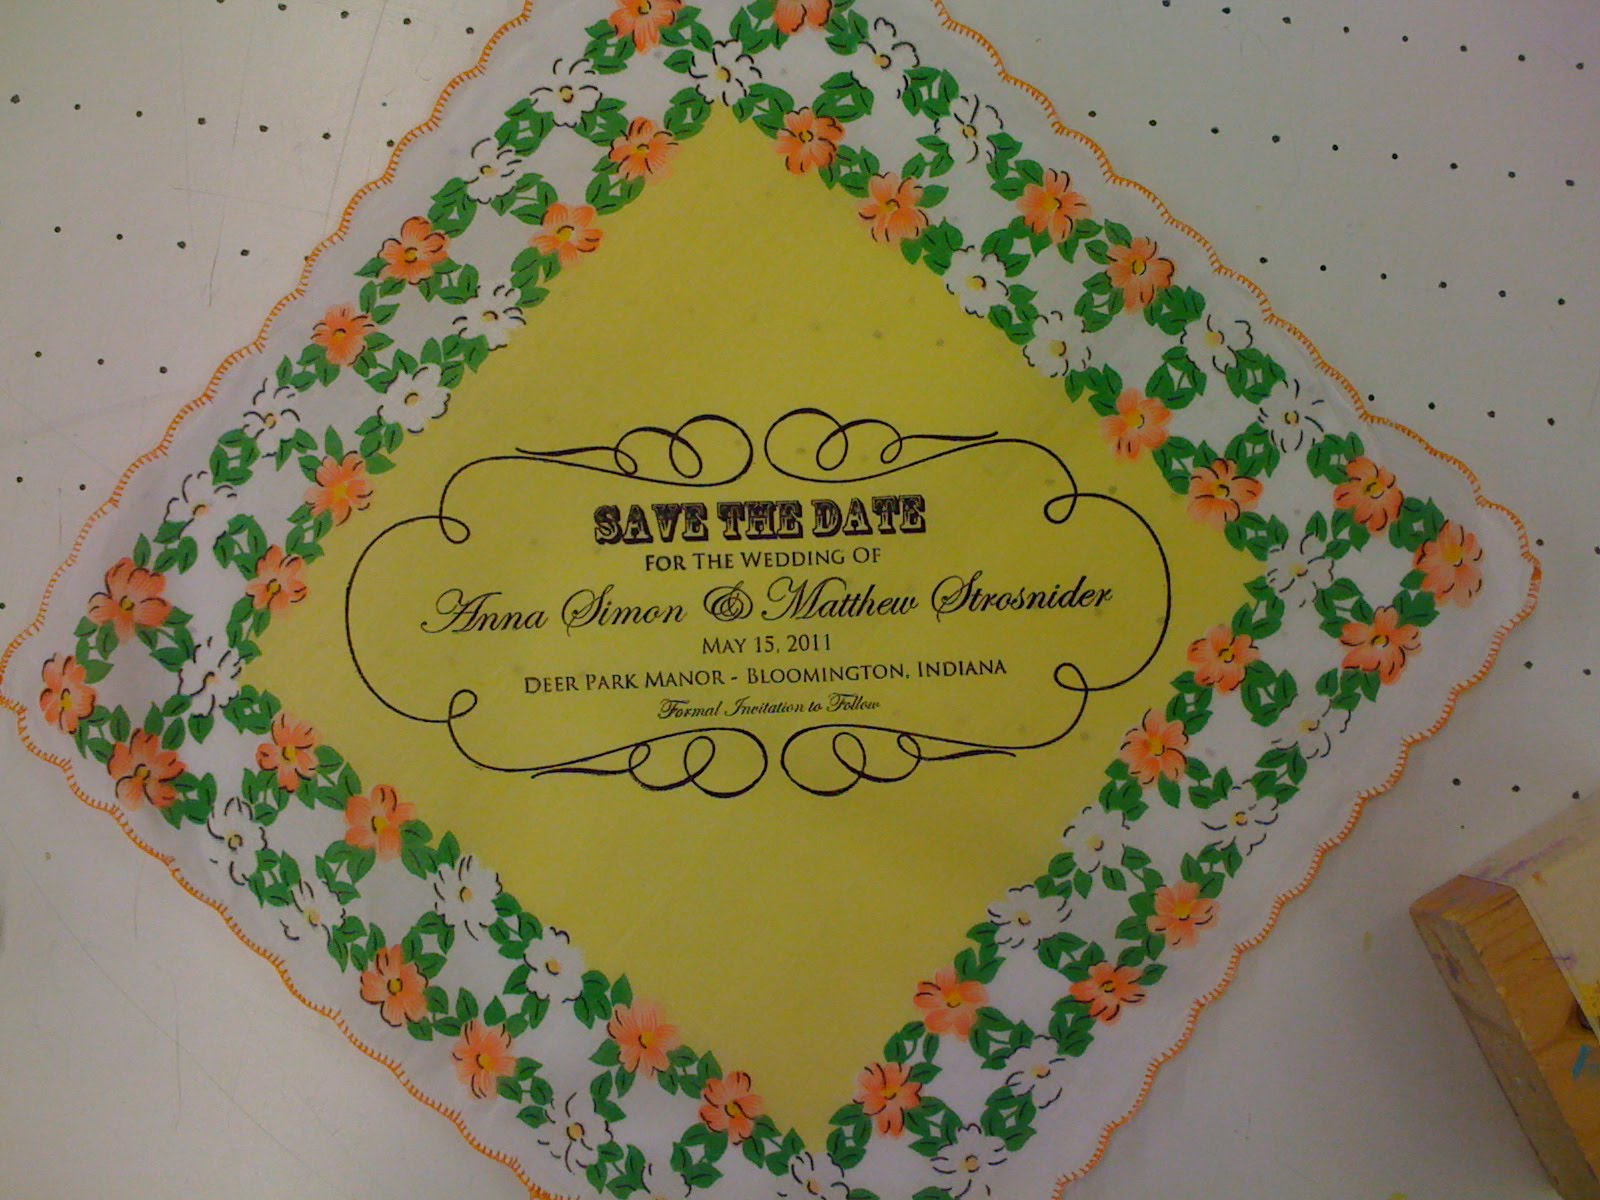 SAVE THE DATE
FOR THE WEDDING OF
Anna Simon & Matthew Strosnider
MAY 15, 2011
DEER PARK MANOR - BLOOMINGTON, INDIANA
Formal Invitation to Follow